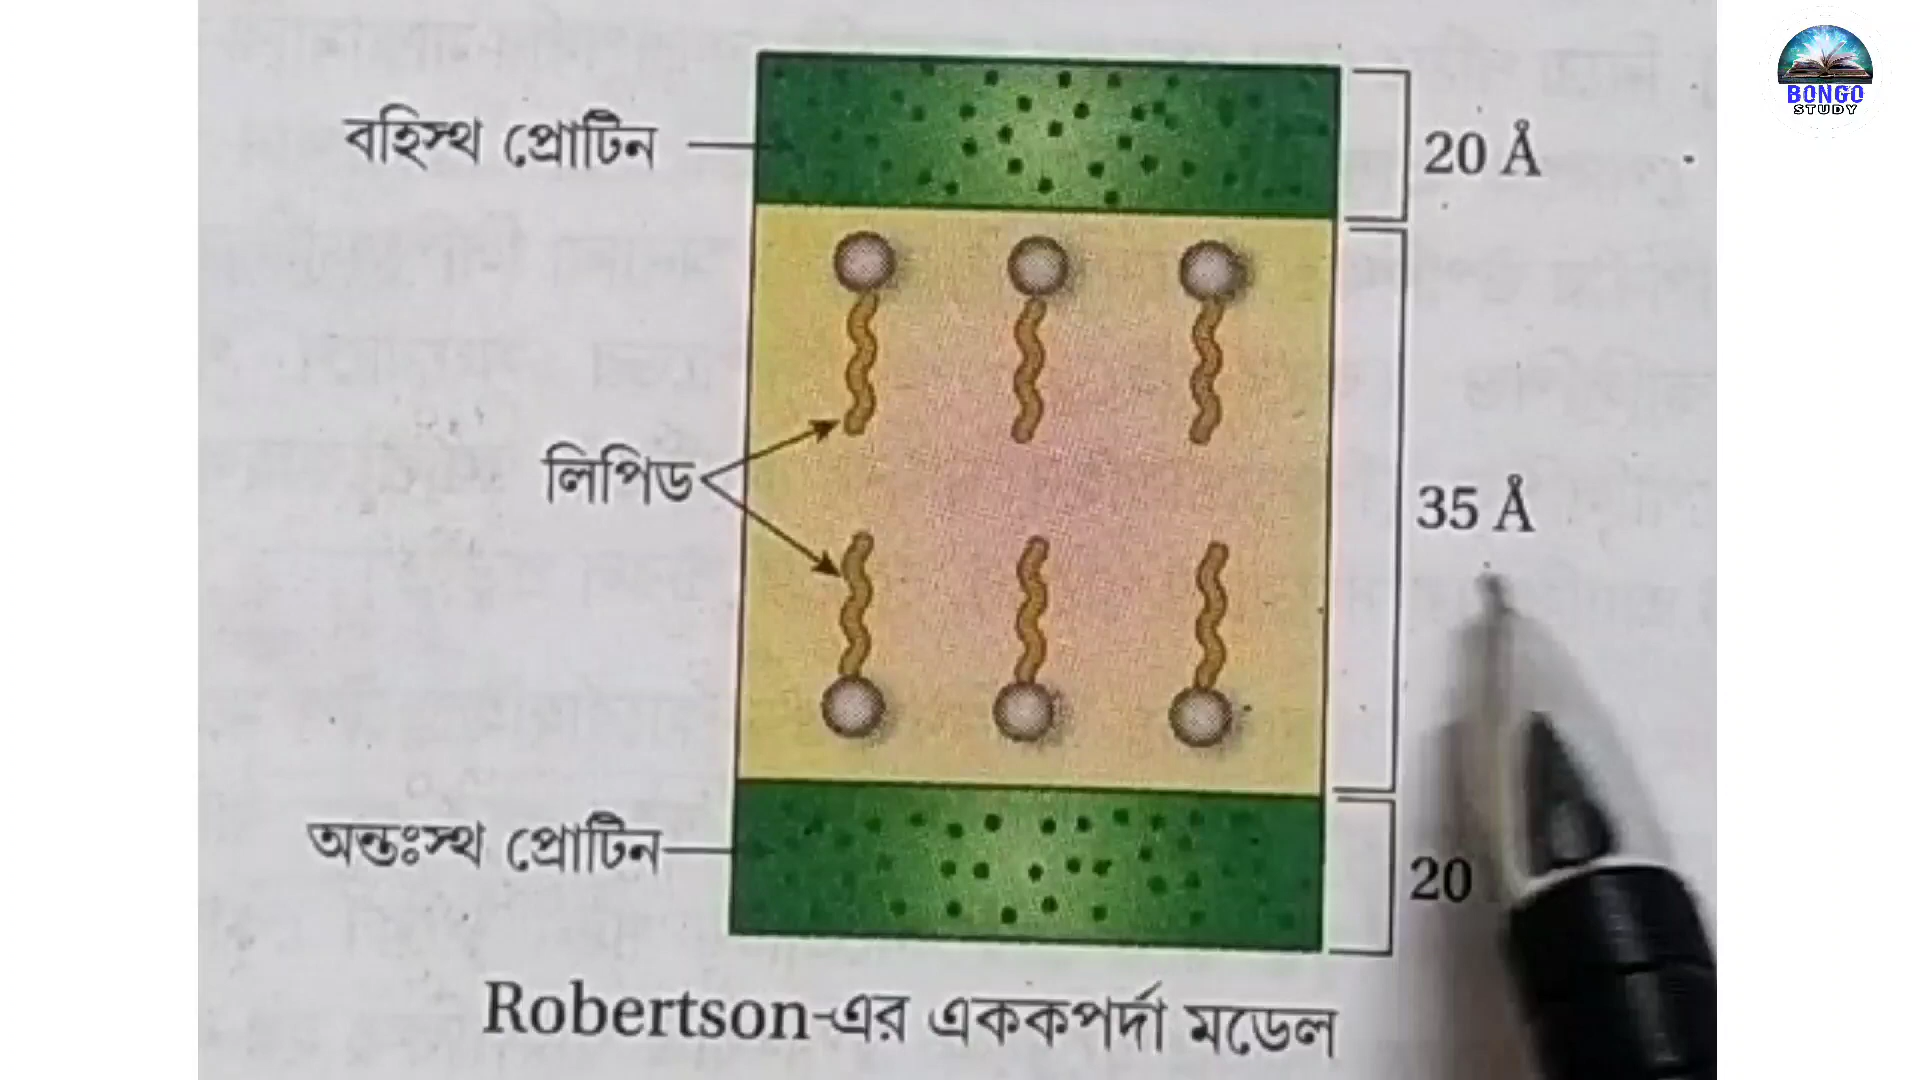 BONGO
STUDY
বহিস্থ প্রোটিন
20 Å
লিপিড
35 Å
অন্তঃস্থ প্রোটিন
20
Robertson-এর এককপর্দা মডেল